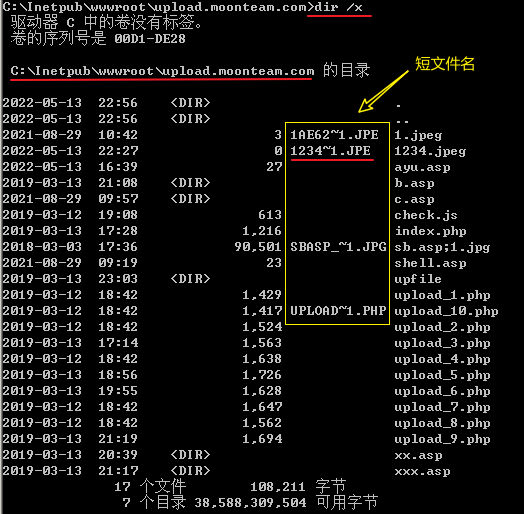 C:\Inetpub\wwwroot\upload.moonteam.com>dir /x
驱动器 C 中的卷没有标签。
卷的序列号是 00D1-DE28
C:\Inetpub\wwwroot\upload.moonteam.com 的目录
短文件名
2022-05-13 22:56 <DIR> .
2022-05-13 22:56 <DIR> ..
2021-08-29 10:42 3 1AE62~1.JPE 1.jpeg
2022-05-13 22:27 0 1234~1.JPE 1234.jpeg
2022-05-13 16:39 27 ayu.asp
2019-03-13 21:08 <DIR> b.asp
2021-08-29 09:57 <DIR> c.asp
2019-03-12 19:08 613 check.js
2019-03-13 17:28 1,216 index.php
2018-03-03 17:36 90,501 SBASP_~1.JPG sb.asp;1.jpg
2021-08-29 09:19 23 shell.asp
2019-03-13 23:03 <DIR> upfile
2019-03-12 18:42 1,429 upload_1.php
2019-03-12 18:42 1,417 UPLOAD~1.PHP upload_10.php
2019-03-12 18:42 1,524 upload_2.php
2019-03-13 17:14 1,563 upload_3.php
2019-03-12 18:42 1,638 upload_4.php
2019-03-12 18:56 1,726 upload_5.php
2019-03-13 19:55 1,628 upload_6.php
2019-03-12 18:42 1,647 upload_7.php
2019-03-12 18:42 1,562 upload_8.php
2019-03-13 21:19 1,694 upload_9.php
2019-03-13 20:39 <DIR> xx.asp
2019-03-13 21:17 <DIR> xxx.asp
17 个文件 108,211 字节
7 个目录 38,588,309,504 可用字节